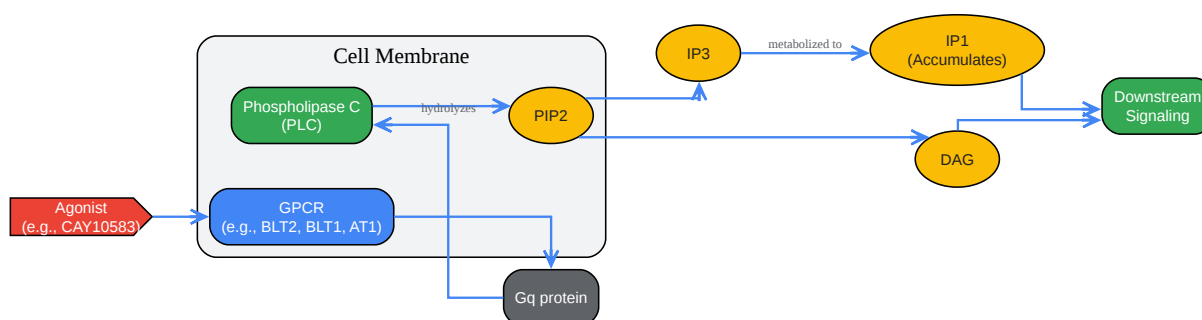 Cell Membrane
Phospholipase C
(PLC)
hydrolyzes
PIP2
IP3
metabolized to
IP1
(Accumulates)
Downstream
Signaling
DAG
Agonist
(e.g., CAY10583)
GPCR
(e.g., BLT2, BLT1, AT1)
Gq protein